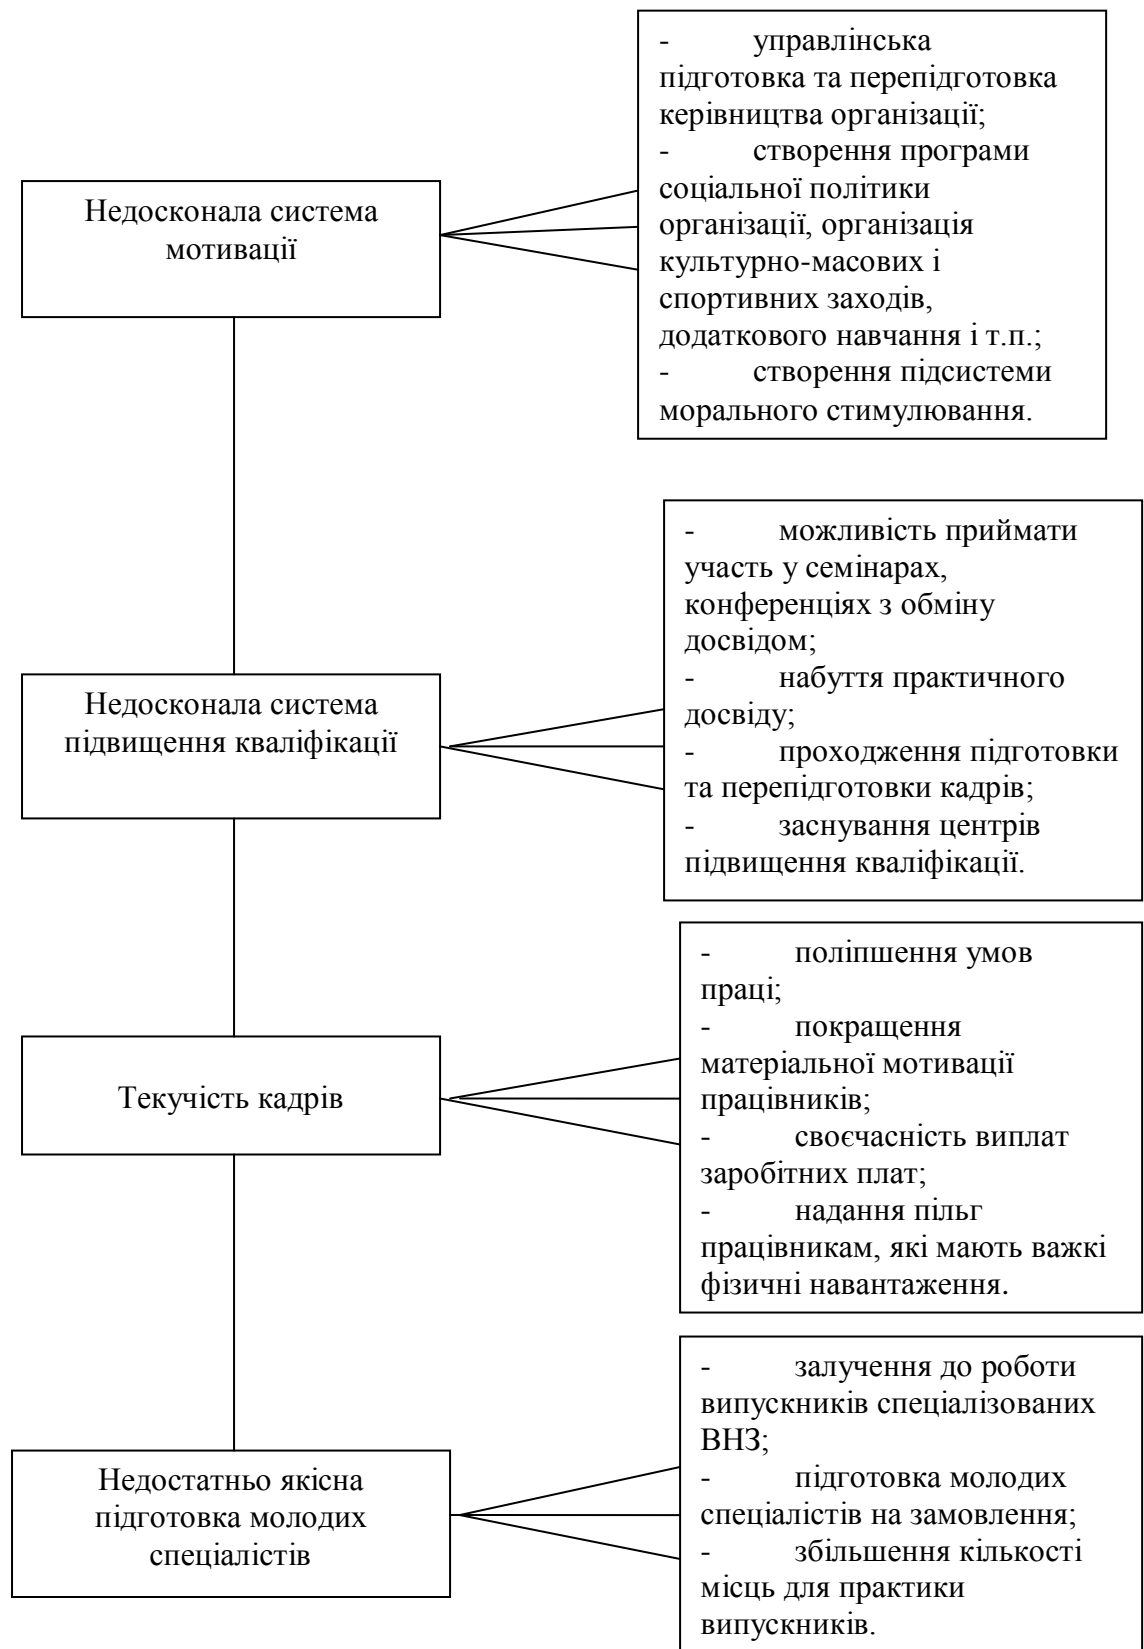 - управлінська
підготовка та перепідготовка
керівництва організації;
- створення програми
соціальної політики
організації, організація
культурно-масових і
спортивних заходів,
додаткового навчання і т.п.;
- створення підсистеми
морального стимулювання.
Недосконала система
мотивації
- можливість приймати
участь у семінарах,
конференціях з обміну
досвідом;
- набуття практичного
досвіду;
- проходження підготовки
та перепідготовки кадрів;
- заснування центрів
підвищення кваліфікації.
Недосконала система
підвищення кваліфікації
- поліпшення умов
праці;
- покращення
матеріальної мотивації
працівників;
- своєчасність виплат
заробітних плат;
- надання пільг
працівникам, які мають важкі
фізичні навантаження.
Текучість кадрів
- залучення до роботи
випускників спеціалізованих
ВНЗ;
- підготовка молодих
спеціалістів на замовлення;
- збільшення кількості
місць для практики
випускників.
Недостатньо якісна
підготовка молодих
спеціалістів